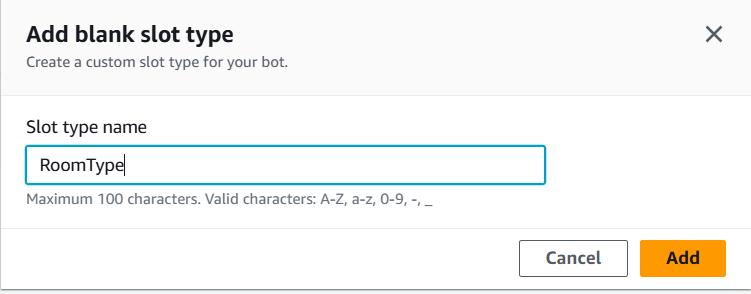 Add blank slot type
Create a custom slot type for your bot.
Slot type name
RoomType
Maximum 100 characters. Valid characters: A-Z, a-z, 0-9, -, _
Cancel
Add